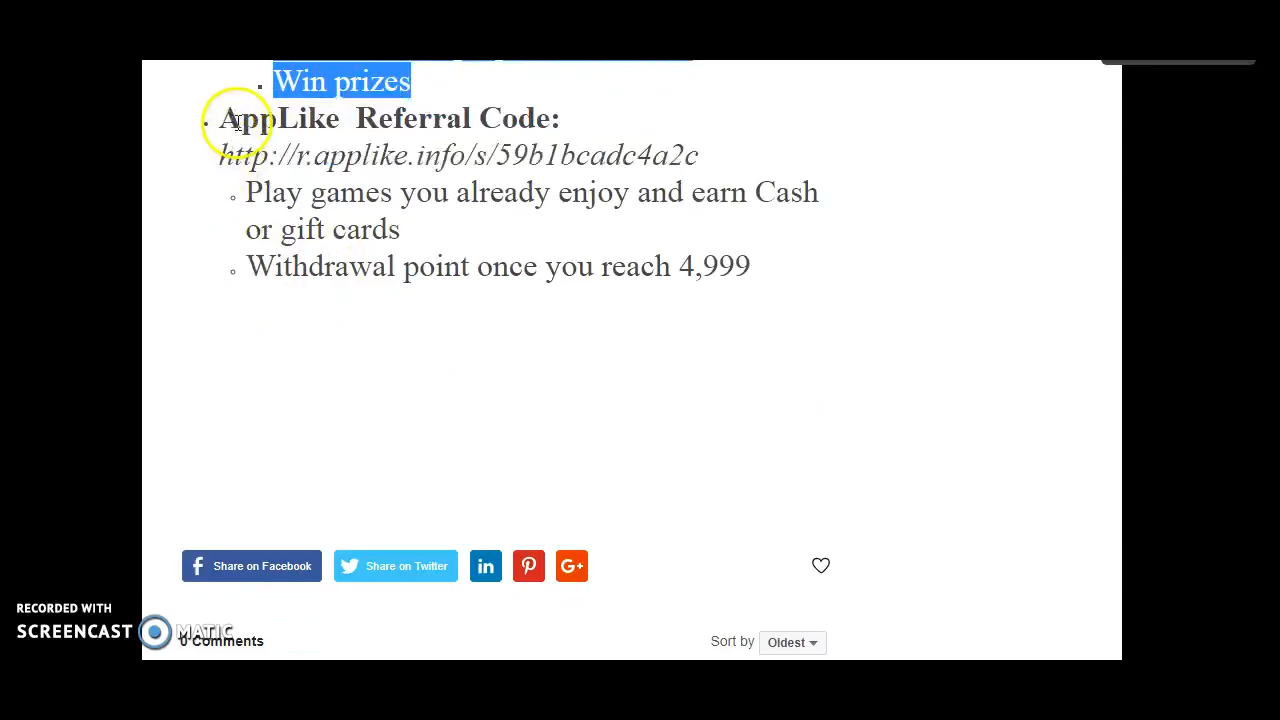 Win prizes
AppLike Referral Code:
http://r.applike.info/s/59b1bcadc4a2c
Play games you already enjoy and earn Cash
or gift cards
Withdrawal point once you reach 4,999
Share on Facebook
Share on Twitter
in
G+
RECORDED WITH
SCREENCAST MATIC
0 Comments
Sort by Oldest